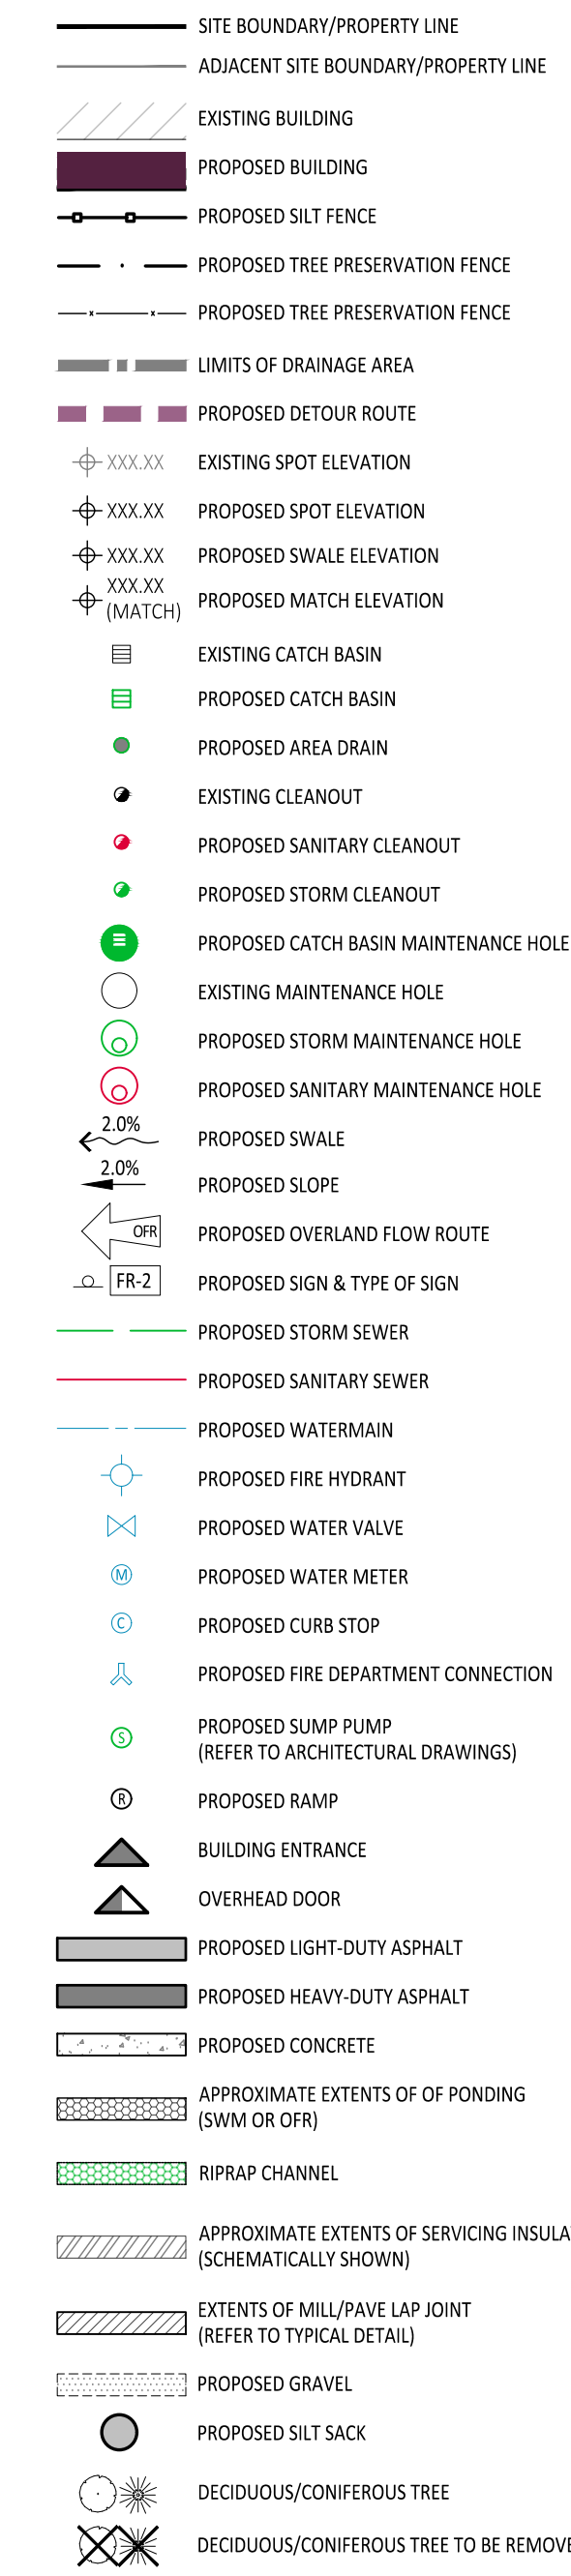 SITE BOUNDARY/PROPERTY LINE
ADJACENT SITE BOUNDARY/PROPERTY LINE
EXISTING BUILDING
PROPOSED BUILDING
PROPOSED SILT FENCE
PROPOSED TREE PRESERVATION FENCE
PROPOSED TREE PRESERVATION FENCE
LIMITS OF DRAINAGE AREA
PROPOSED DETOUR ROUTE
XXX.XX EXISTING SPOT ELEVATION
XXX.XX PROPOSED SPOT ELEVATION
XXX.XX PROPOSED SWALE ELEVATION
XXX.XX
(MATCH) PROPOSED MATCH ELEVATION
EXISTING CATCH BASIN
PROPOSED CATCH BASIN
PROPOSED AREA DRAIN
EXISTING CLEANOUT
PROPOSED SANITARY CLEANOUT
PROPOSED STORM CLEANOUT
PROPOSED CATCH BASIN MAINTENANCE HOLE
EXISTING MAINTENANCE HOLE
PROPOSED STORM MAINTENANCE HOLE
PROPOSED SANITARY MAINTENANCE HOLE
2.0% PROPOSED SWALE
2.0% PROPOSED SLOPE
OFR PROPOSED OVERLAND FLOW ROUTE
FR-2 PROPOSED SIGN & TYPE OF SIGN
PROPOSED STORM SEWER
PROPOSED SANITARY SEWER
PROPOSED WATERMAIN
PROPOSED FIRE HYDRANT
PROPOSED WATER VALVE
M PROPOSED WATER METER
C PROPOSED CURB STOP
PROPOSED FIRE DEPARTMENT CONNECTION
S PROPOSED SUMP PUMP
(REFER TO ARCHITECTURAL DRAWINGS)
R PROPOSED RAMP
BUILDING ENTRANCE
OVERHEAD DOOR
PROPOSED LIGHT-DUTY ASPHALT
PROPOSED HEAVY-DUTY ASPHALT
PROPOSED CONCRETE
APPROXIMATE EXTENTS OF OF PONDING
(SWM OR OFR)
RIPRAP CHANNEL
APPROXIMATE EXTENTS OF SERVICING INSULA
(SCHEMATICALLY SHOWN)
EXTENTS OF MILL/PAVE LAP JOINT
(REFER TO TYPICAL DETAIL)
PROPOSED GRAVEL
PROPOSED SILT SACK
DECIDUOUS/CONIFEROUS TREE
DECIDUOUS/CONIFEROUS TREE TO BE REMOVE